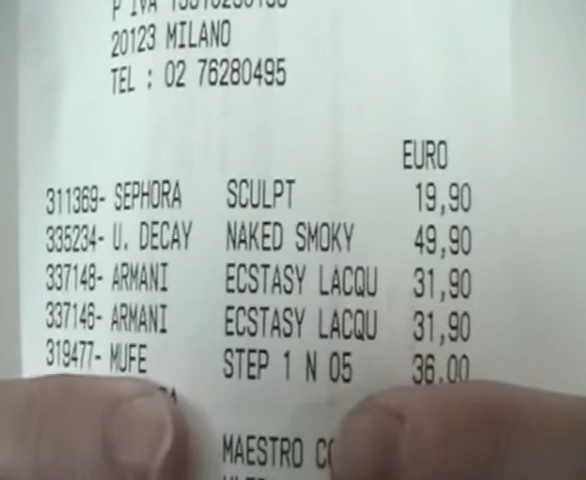 P IVA
20123 MILANO
TEL : 02 76280495
EURO
311369- SEPHORA SCULPT 19,90
335234- U. DECAY NAKED SMOKY 49,90
337148- ARMANI ECSTASY LACQU 31,90
337146- ARMANI ECSTASY LACQU 31,90
319477- MUFE STEP 1 N 05 36,00
MAESTRO